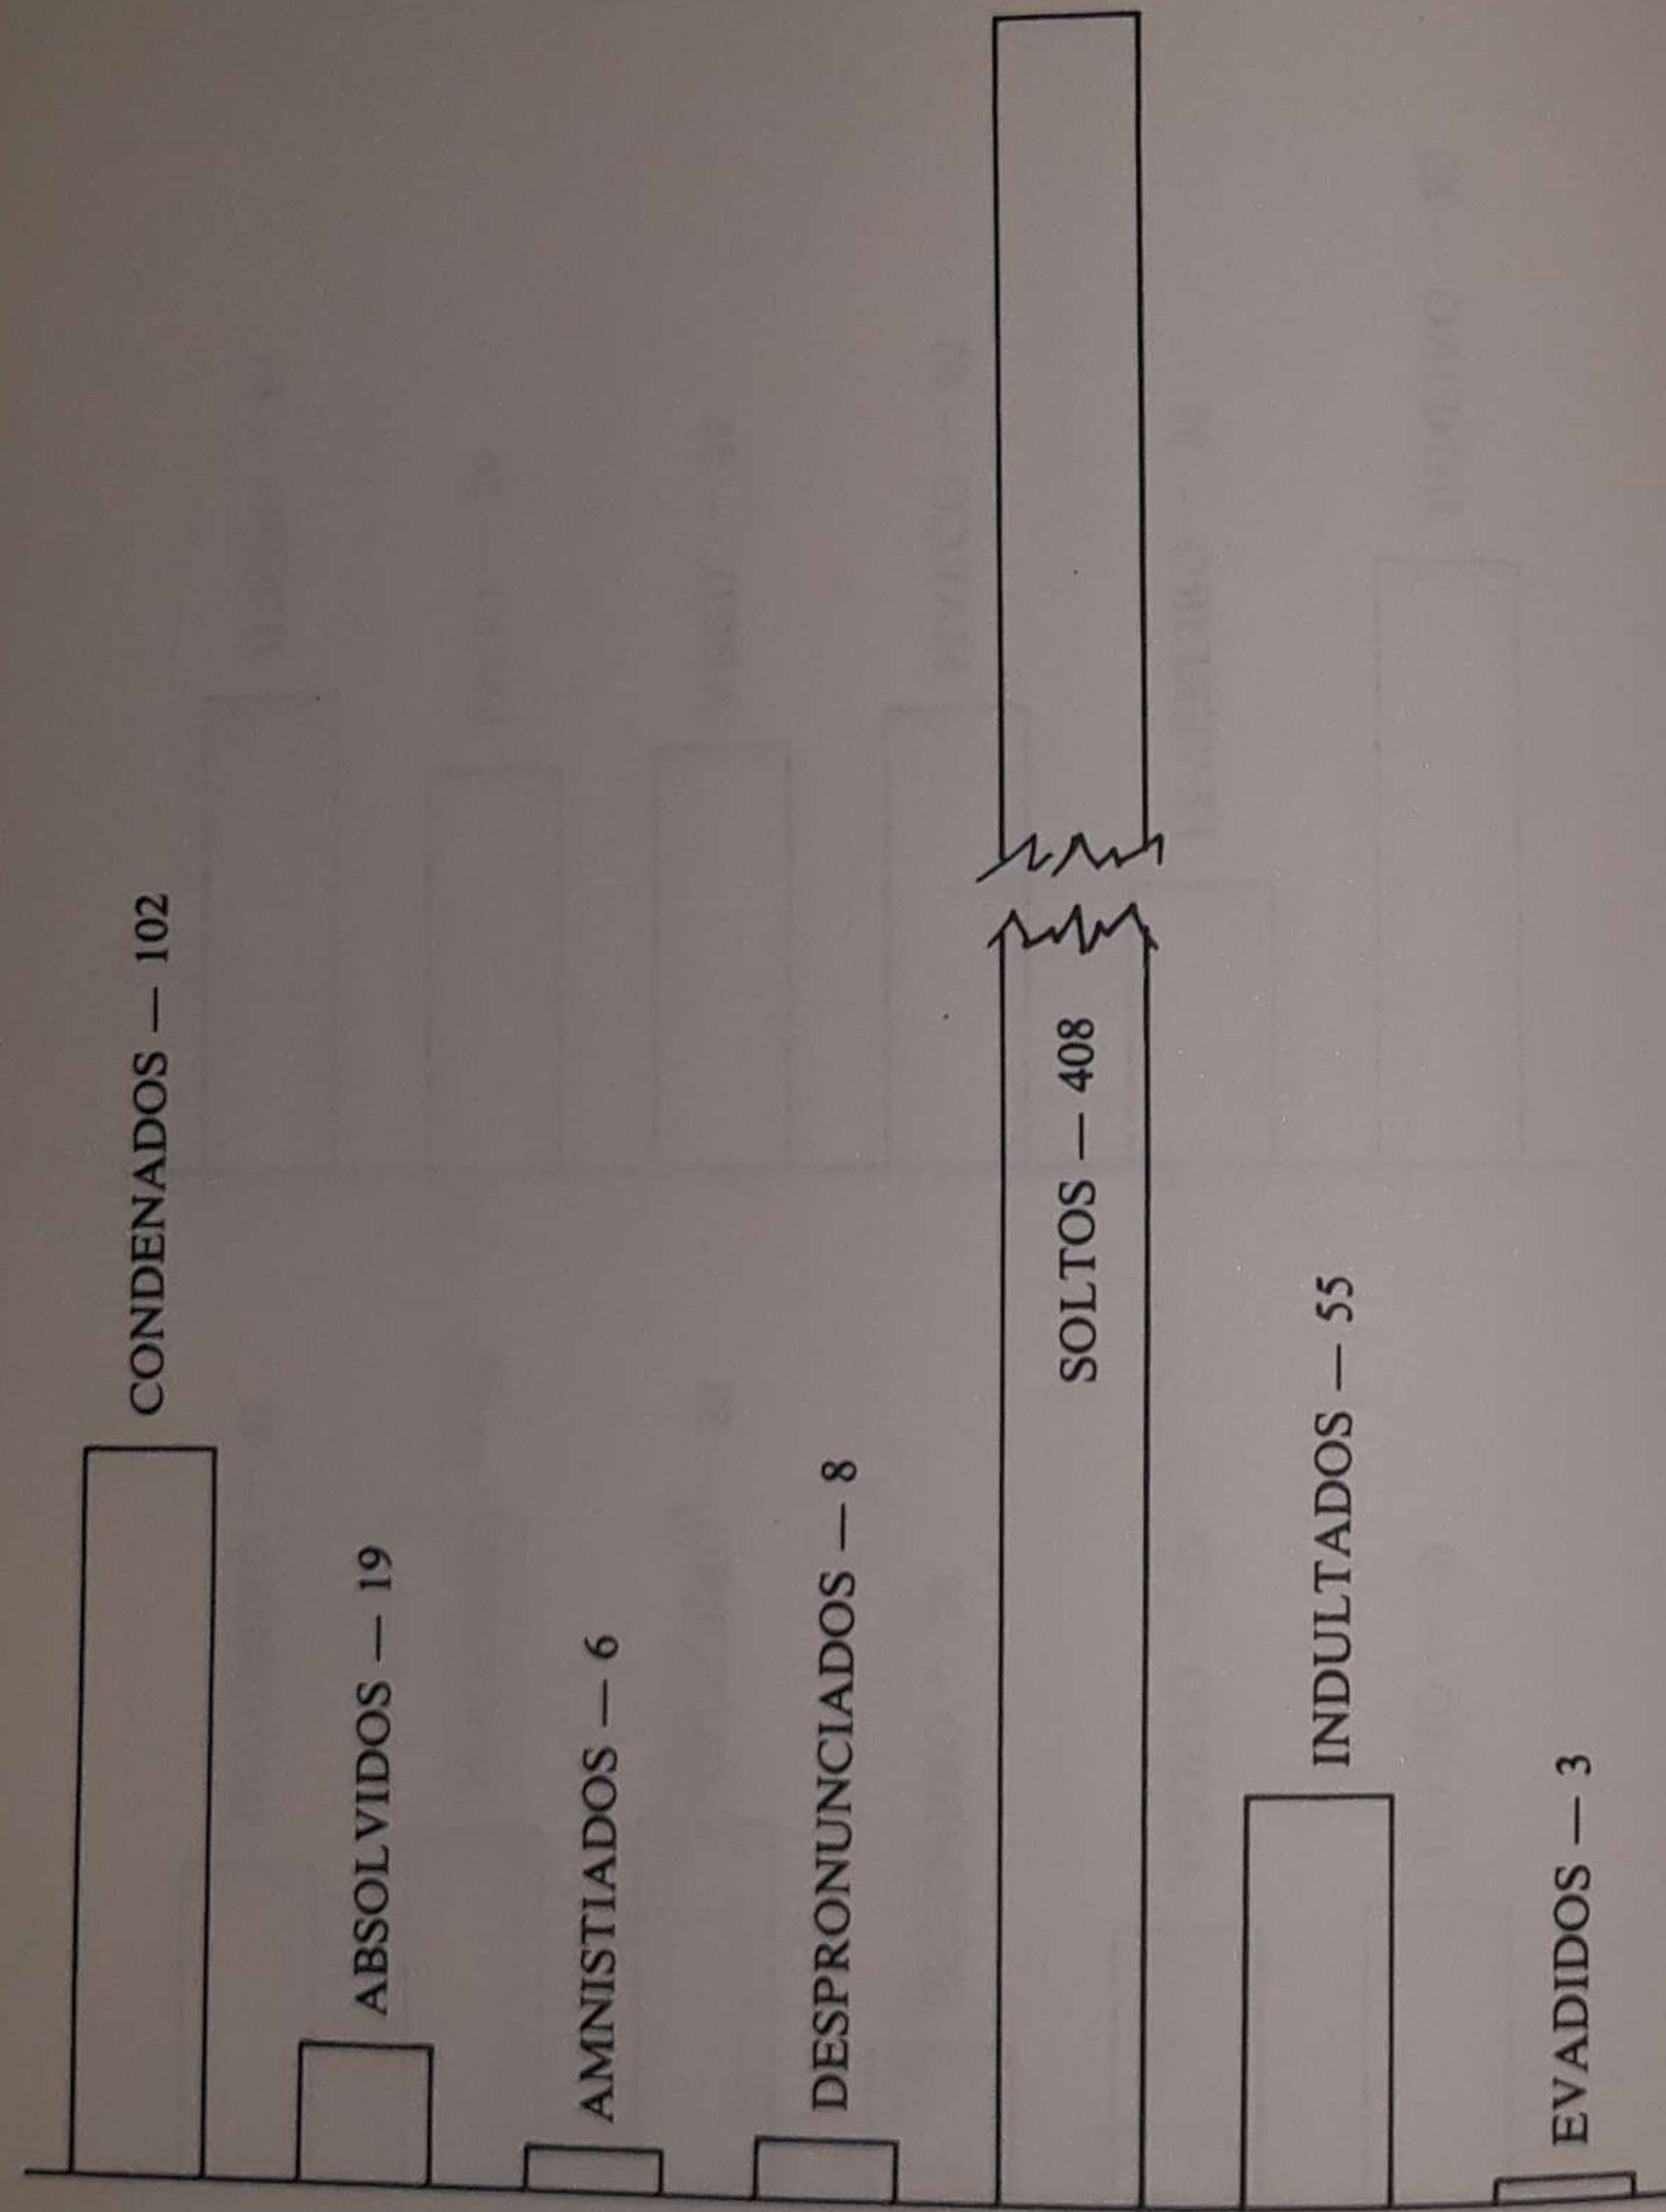 CONDENADOS — 102
ABSOLVIDOS — 19
AMNISTIADOS — 6
DESPRONUNCIADOS — 8
SOLTOS — 408
INDULTADOS — 55
EVADIDOS — 3